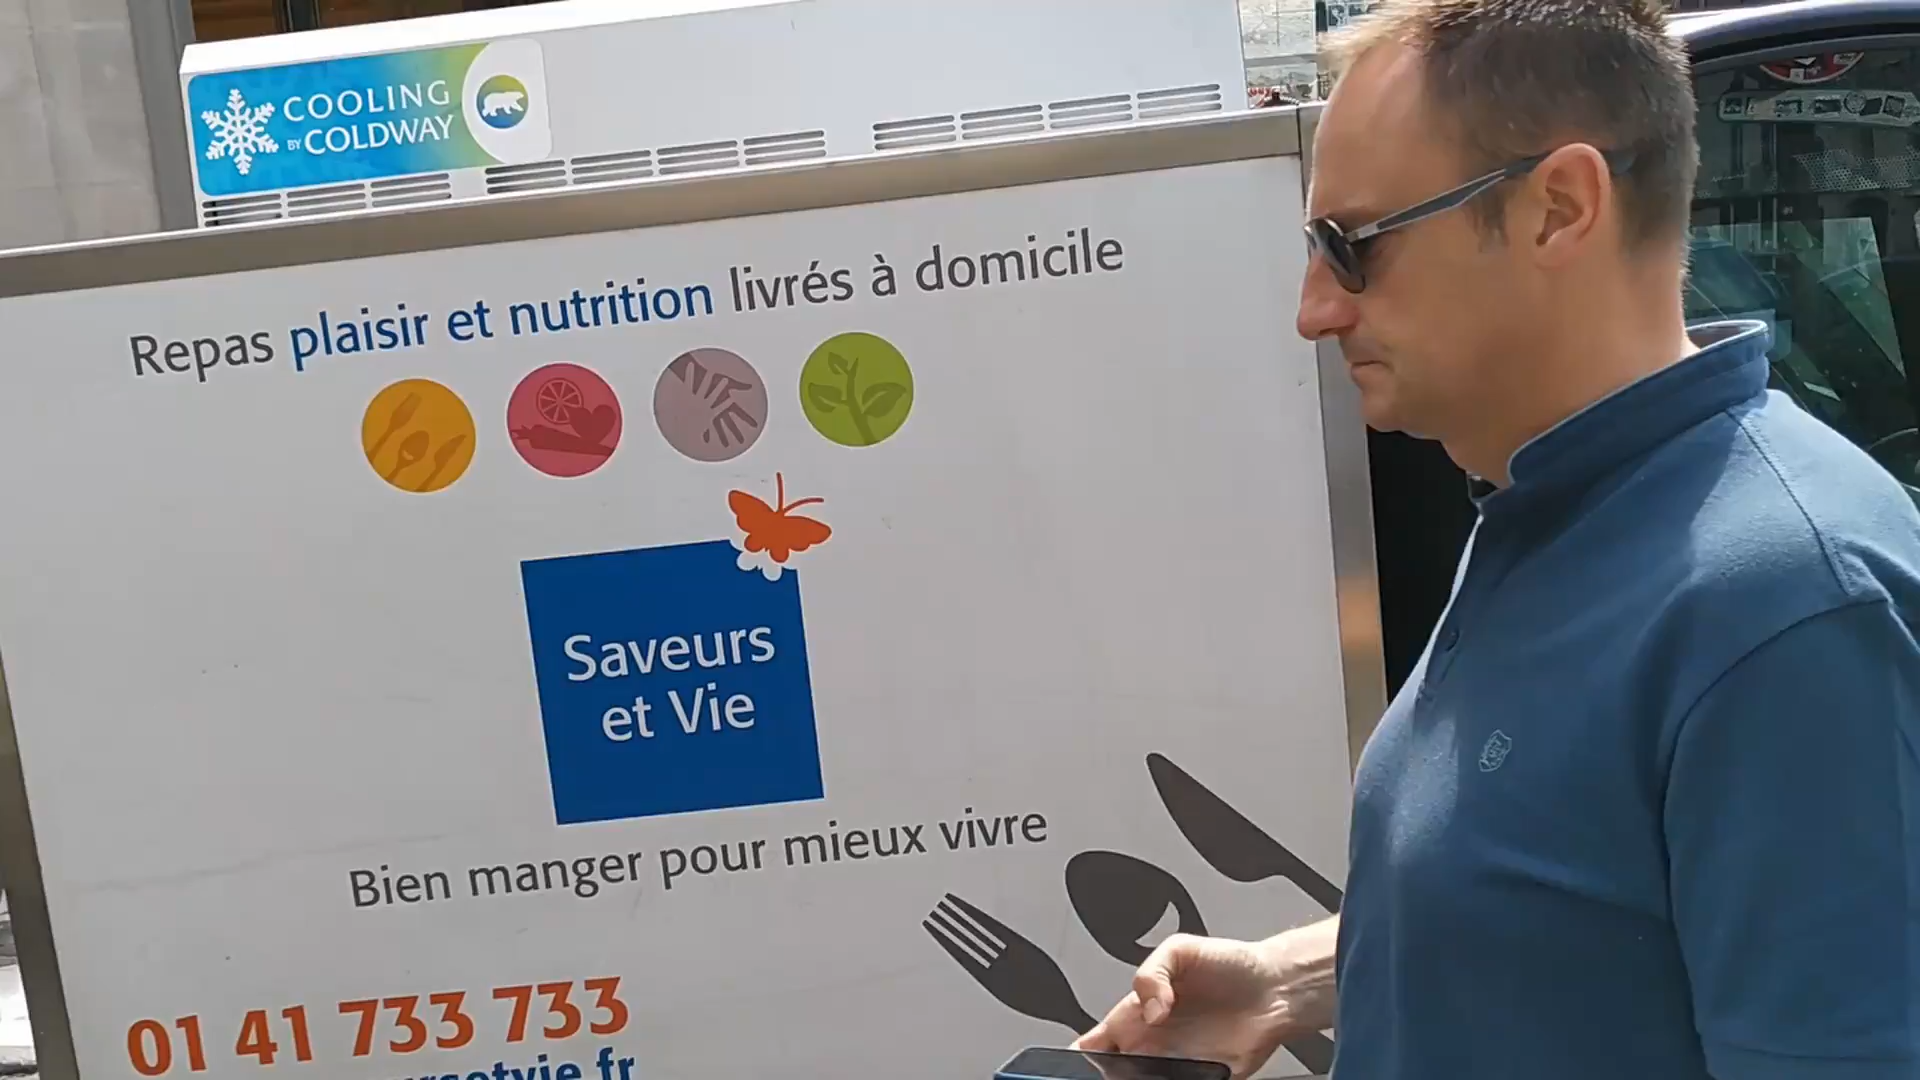 COOLING
BY COLDWAY
Repas plaisir et nutrition livrés à domicile
Saveurs
et Vie
Bien manger pour mieux vivre
01 41 733 733